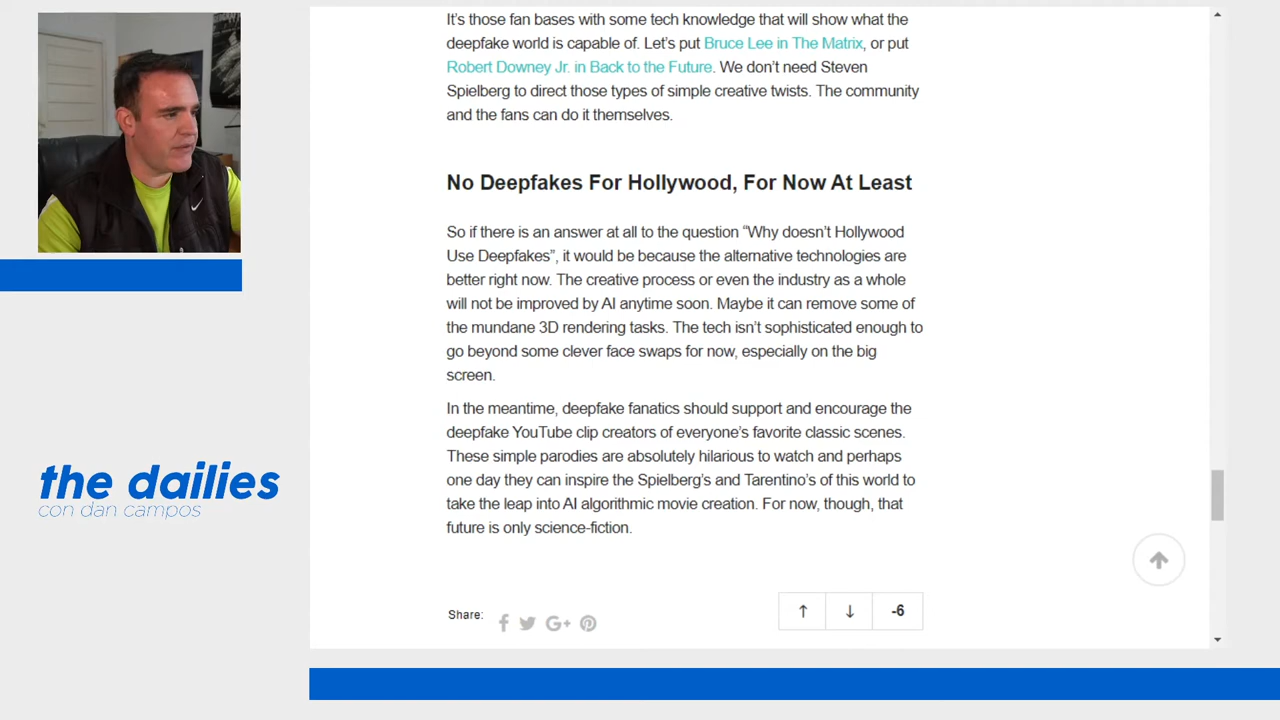 It’s those fan bases with some tech knowledge that will show what the
deepfake world is capable of. Let’s put Bruce Lee in The Matrix, or put
Robert Downey Jr. in Back to the Future. We don’t need Steven
Spielberg to direct those types of simple creative twists. The community
and the fans can do it themselves.
No Deepfakes For Hollywood, For Now At Least
So if there is an answer at all to the question “Why doesn’t Hollywood
Use Deepfakes”, it would be because the alternative technologies are
better right now. The creative process or even the industry as a whole
will not be improved by AI anytime soon. Maybe it can remove some of
the mundane 3D rendering tasks. The tech isn’t sophisticated enough to
go beyond some clever face swaps for now, especially on the big
screen.
In the meantime, deepfake fanatics should support and encourage the
deepfake YouTube clip creators of everyone’s favorite classic scenes.
These simple parodies are absolutely hilarious to watch and perhaps
one day they can inspire the Spielberg’s and Tarentino’s of this world to
take the leap into AI algorithmic movie creation. For now, though, that
future is only science-fiction.
the dailies
con dan campos
Share:
-6